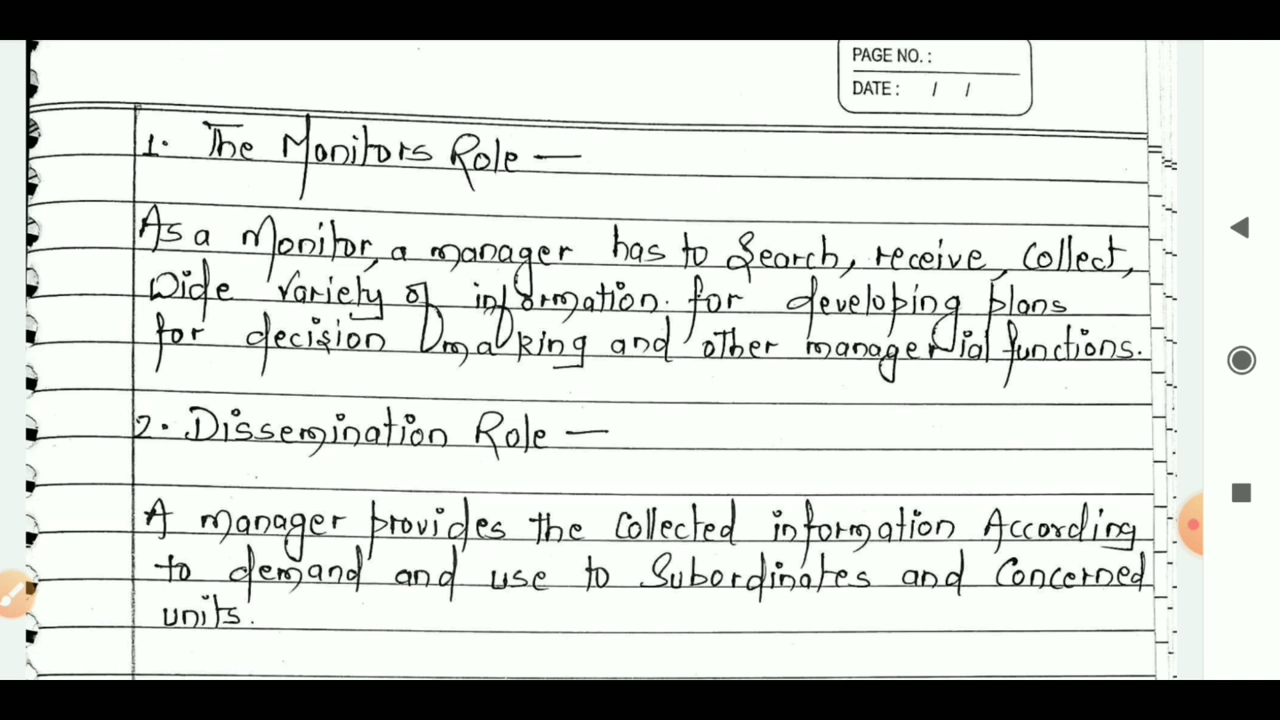 PAGE NO. :
DATE : / /
1. The Monitors Role —
As a Monitor, a manager has to Search, receive, Collect,
Wide variety of information. for developing plans
for decision making and other managerial functions.
2. Dissemination Role —
A manager provides the Collected information According
to demand and use to Subordinates and Concerned
units.